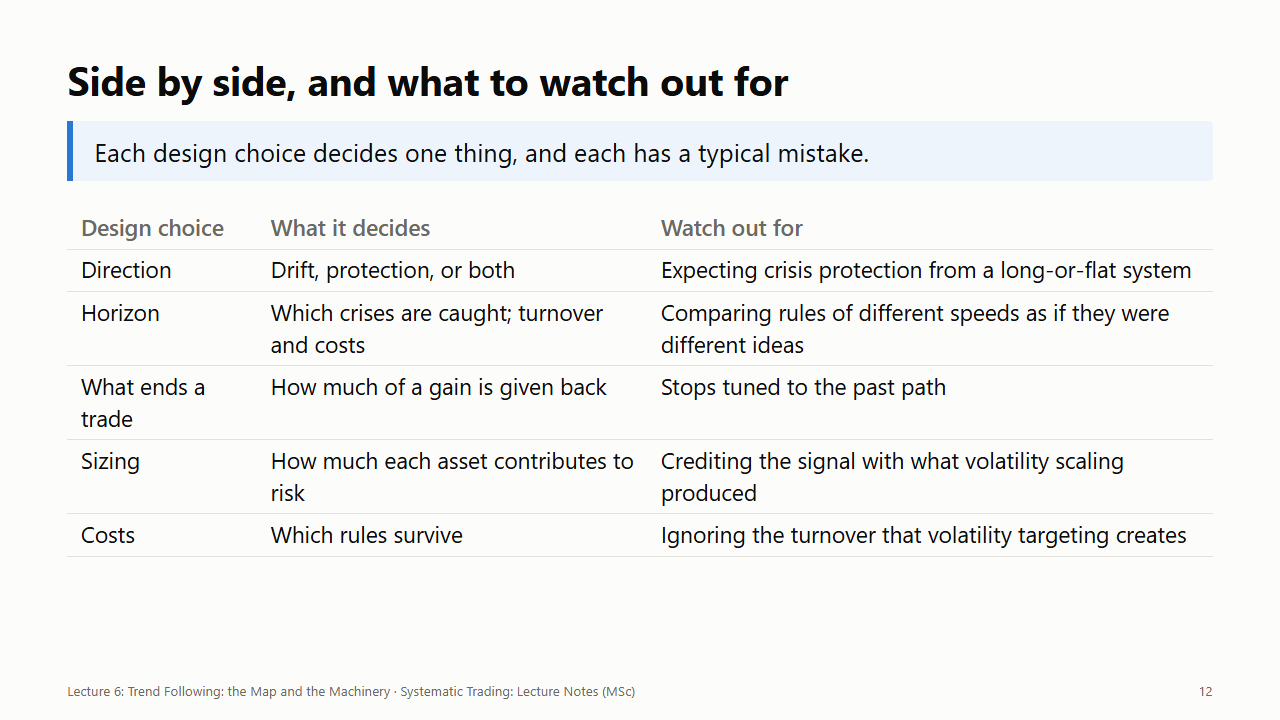 Side by side, and what to watch out for
Each design choice decides one thing, and each has a typical mistake.
Design choice What it decides Watch out for
Direction Drift, protection, or both Expecting crisis protection from a long-or-flat system
Horizon Which crises are caught; turnover and costs Comparing rules of different speeds as if they were different ideas
What ends a trade How much of a gain is given back Stops tuned to the past path
Sizing How much each asset contributes to risk Crediting the signal with what volatility scaling produced
Costs Which rules survive Ignoring the turnover that volatility targeting creates
Lecture 6: Trend Following: the Map and the Machinery · Systematic Trading: Lecture Notes (MSc) 12